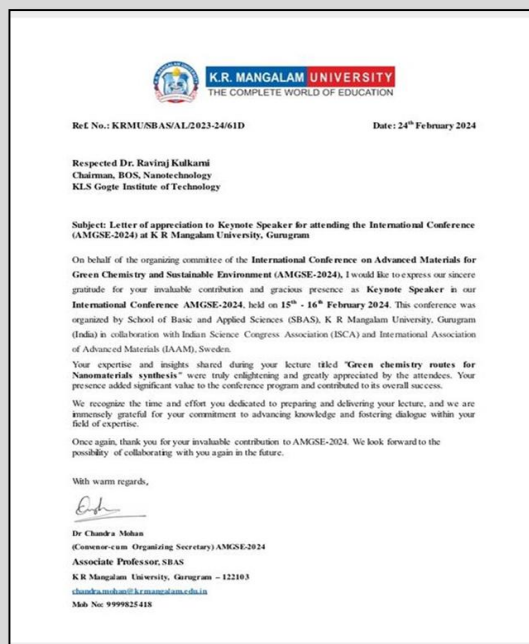 K.R. MANGALAM UNIVERSITY
THE COMPLETE WORLD OF EDUCATION
Ref. No.: KRMU/SBAS/AL/2023-24/61D Date: 24th February 2024
Respected Dr. Raviraj Kulkarni
Chairman, BOS, Nanotechnology
KLS Gogte Institute of Technology
Subject: Letter of appreciation to Keynote Speaker for attending the International Conference
(AMGSE-2024) at K R Mangalam University, Gurugram
On behalf of the organizing committee of the International Conference on Advanced Materials for
Green Chemistry and Sustainable Environment (AMGSE-2024), I would like to express our sincere
gratitude for your invaluable contribution and gracious presence as Keynote Speaker in our
International Conference AMGSE-2024, held on 15th - 16th February 2024. This conference was
organized by School of Basic and Applied Sciences (SBAS), K R Mangalam University, Gurugram
(India) in collaboration with Indian Science Congress Association (ISCA) and International Association
of Advanced Materials (IAAM), Sweden.
Your expertise and insights shared during your lecture titled "Green chemistry routes for
Nanomaterials synthesis" were truly enlightening and greatly appreciated by the attendees. Your
presence added significant value to the conference program and contributed to its overall success.
We recognize the time and effort you dedicated to preparing and delivering your lecture, and we are
immensely grateful for your commitment to advancing knowledge and fostering dialogue within your
field of expertise.
Once again, thank you for your invaluable contribution to AMGSE-2024. We look forward to the
possibility of collaborating with you again in the future.
With warm regards,
Dr Chandra Mohan
(Convenor-cum Organizing Secretary) AMGSE-2024
Associate Professor, SBAS
K R Mangalam University, Gurugram – 122103
chandra.mohan@krmangalam.edu.in
Mob No: 9999825418